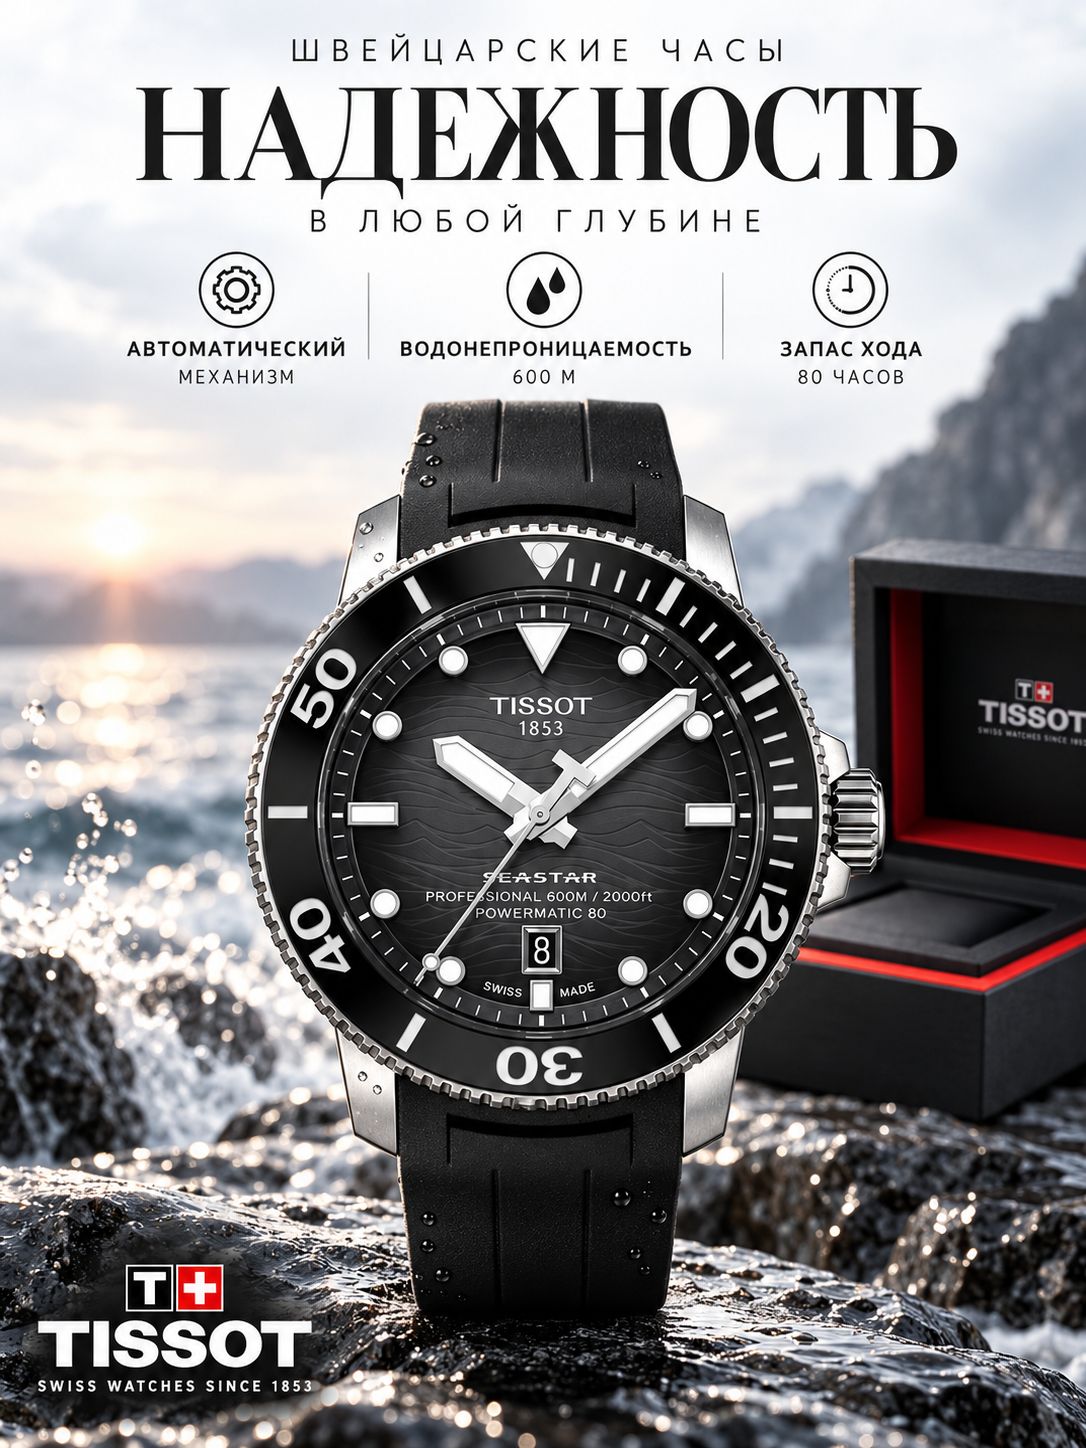 ШВЕЙЦАРСКИЕ ЧАСЫ
НАДЕЖНОСТЬ
В ЛЮБОЙ ГЛУБИНЕ
АВТОМАТИЧЕСКИЙ
МЕХАНИЗМ
ВОДОНЕПРОНИЦАЕМОСТЬ
600 М
ЗАПАС ХОДА
80 ЧАСОВ
50
TISSOT
1853
T+
TISSOT
SWISS WATCHES SINCE 1853
SEASTAR
PROFESSIONAL 600M / 2000ft
POWERMATIC 80
40
20
8
SWISS MADE
30
T+
TISSOT
SWISS WATCHES SINCE 1853